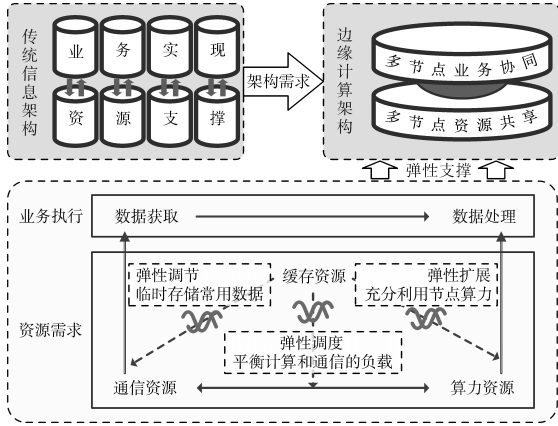 传统信息架构
业 务 实 现
资 源 支 撑
架构需求
边缘计算架构
多节点业务协同
多节点资源共享
弹性支撑
业务执行
数据获取
数据处理
资源需求
弹性调节
临时存储常用数据
缓存资源
弹性扩展
充分利用节点算力
弹性调度
平衡计算和通信的负载
通信资源
算力资源